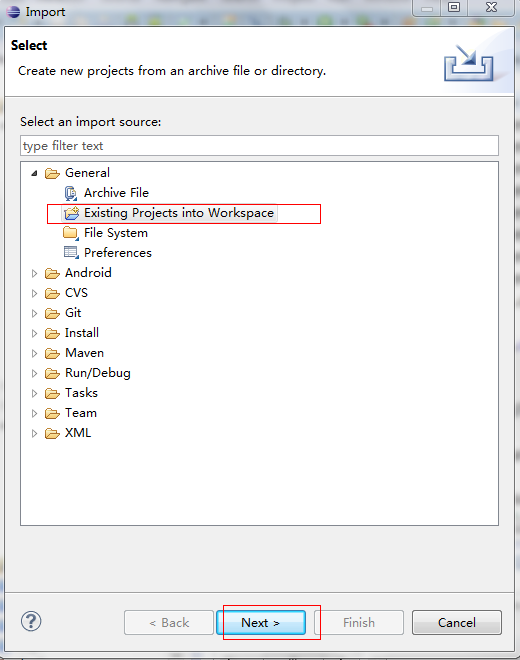 Import
Select
Create new projects from an archive file or directory.
Select an import source:
type filter text
General
Archive File
Existing Projects into Workspace
File System
Preferences
Android
CVS
Git
Install
Maven
Run/Debug
Tasks
Team
XML
? < Back Next > Finish Cancel